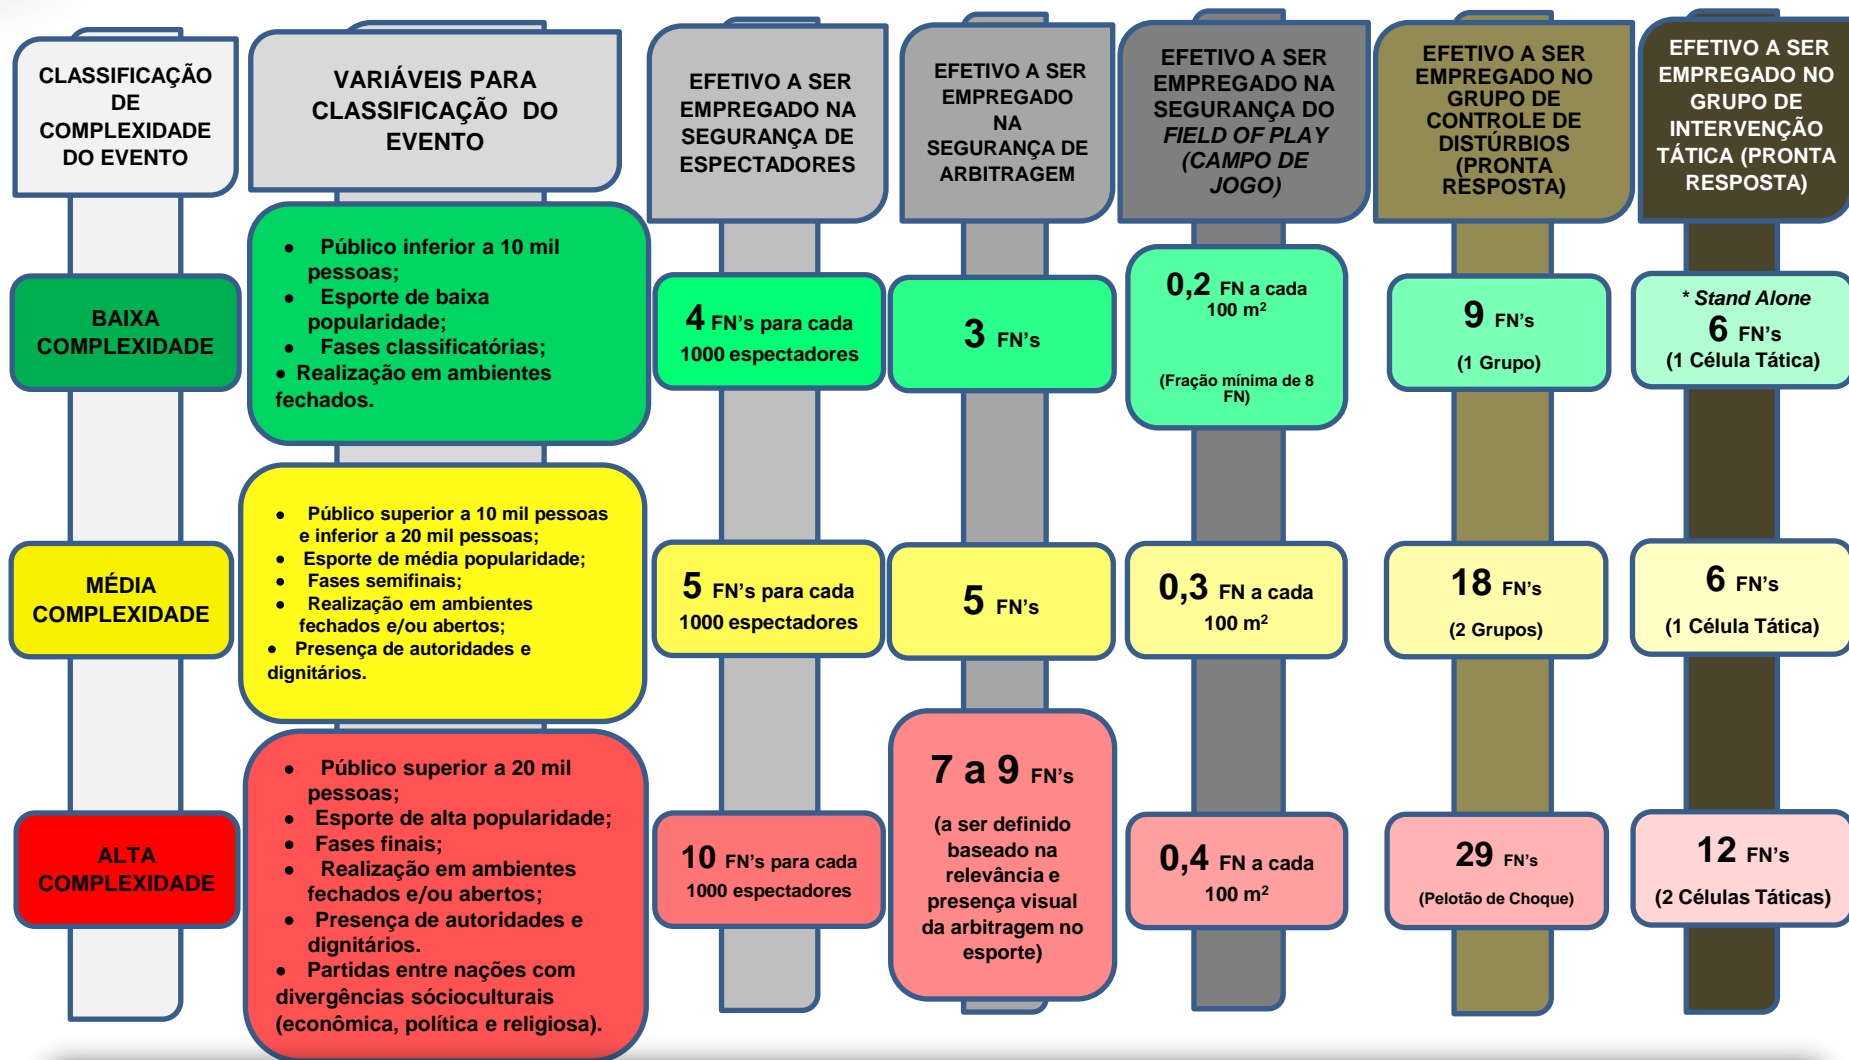 CLASSIFICAÇÃO
DE
COMPLEXIDADE
DO EVENTO
VARIÁVEIS PARA
CLASSIFICAÇÃO DO
EVENTO
EFETIVO A SER
EMPREGADO NA
SEGURANÇA DE
ESPECTADORES
EFETIVO A SER
EMPREGADO
NA
SEGURANÇA DE
ARBITRAGEM
EFETIVO A SER
EMPREGADO NA
SEGURANÇA DO
FIELD OF PLAY
(CAMPO DE
JOGO)
EFETIVO A SER
EMPREGADO NO
GRUPO DE
CONTROLE DE
DISTÚRBIOS
(PRONTA
RESPOSTA)
EFETIVO A SER
EMPREGADO NO
GRUPO DE
INTERVENÇÃO
TÁTICA (PRONTA
RESPOSTA)
BAIXA
COMPLEXIDADE
• Público inferior a 10 mil
pessoas;
• Esporte de baixa
popularidade;
• Fases classificatórias;
• Realização em ambientes
fechados.
4 FN's para cada
1000 espectadores
3 FN's
0,2 FN a cada
100 m²
(Fração mínima de 8
FN)
9 FN's
(1 Grupo)
* Stand Alone
6 FN's
(1 Célula Tática)
MÉDIA
COMPLEXIDADE
• Público superior a 10 mil pessoas
e inferior a 20 mil pessoas;
• Esporte de média popularidade;
• Fases semifinais;
• Realização em ambientes
fechados e/ou abertos;
• Presença de autoridades e
dignitários.
5 FN's para cada
1000 espectadores
5 FN's
0,3 FN a cada
100 m²
18 FN's
(2 Grupos)
6 FN's
(1 Célula Tática)
ALTA
COMPLEXIDADE
• Público superior a 20 mil
pessoas;
• Esporte de alta popularidade;
• Fases finais;
• Realização em ambientes
fechados e/ou abertos;
• Presença de autoridades e
dignitários.
• Partidas entre nações com
divergências sócioculturais
(econômica, política e religiosa).
10 FN's para cada
1000 espectadores
7 a 9 FN's
(a ser definido
baseado na
relevância e
presença visual
da arbitragem no
esporte)
0,4 FN a cada
100 m²
29 FN's
(Pelotão de Choque)
12 FN's
(2 Células Táticas)